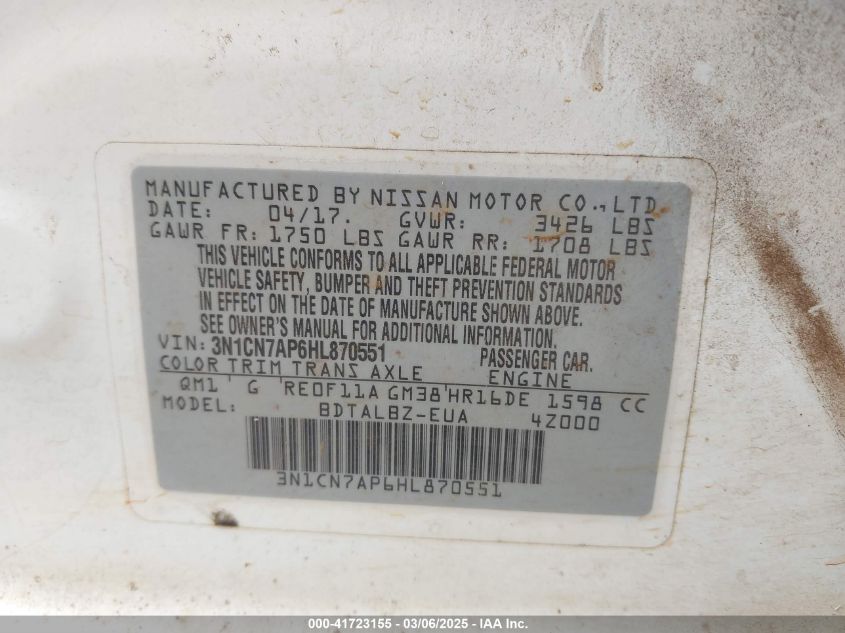 MANUFACTURED BY NISSAN MOTOR CO.,LTD.
DATE: 04/17. GVWR: 3426 LBS
GAWR FR: 1750 LBS GAWR RR: 1708 LBS
THIS VEHICLE CONFORMS TO ALL APPLICABLE FEDERAL MOTOR
VEHICLE SAFETY, BUMPER AND THEFT PREVENTION STANDARDS
IN EFFECT ON THE DATE OF MANUFACTURE SHOWN ABOVE.
SEE OWNER'S MANUAL FOR ADDITIONAL INFORMATION.
VIN: 3N1CN7AP6HL870551 PASSENGER CAR.
COLOR TRIM TRANS AXLE ENGINE
QM1 ' G 'RE0F11A GM38'HR16DE 1598 CC
MODEL: BDTALBZ-EUA 4Z000
3N1CN7AP6HL870551
000-41723155 - 03/06/2025 - IAA, Inc.